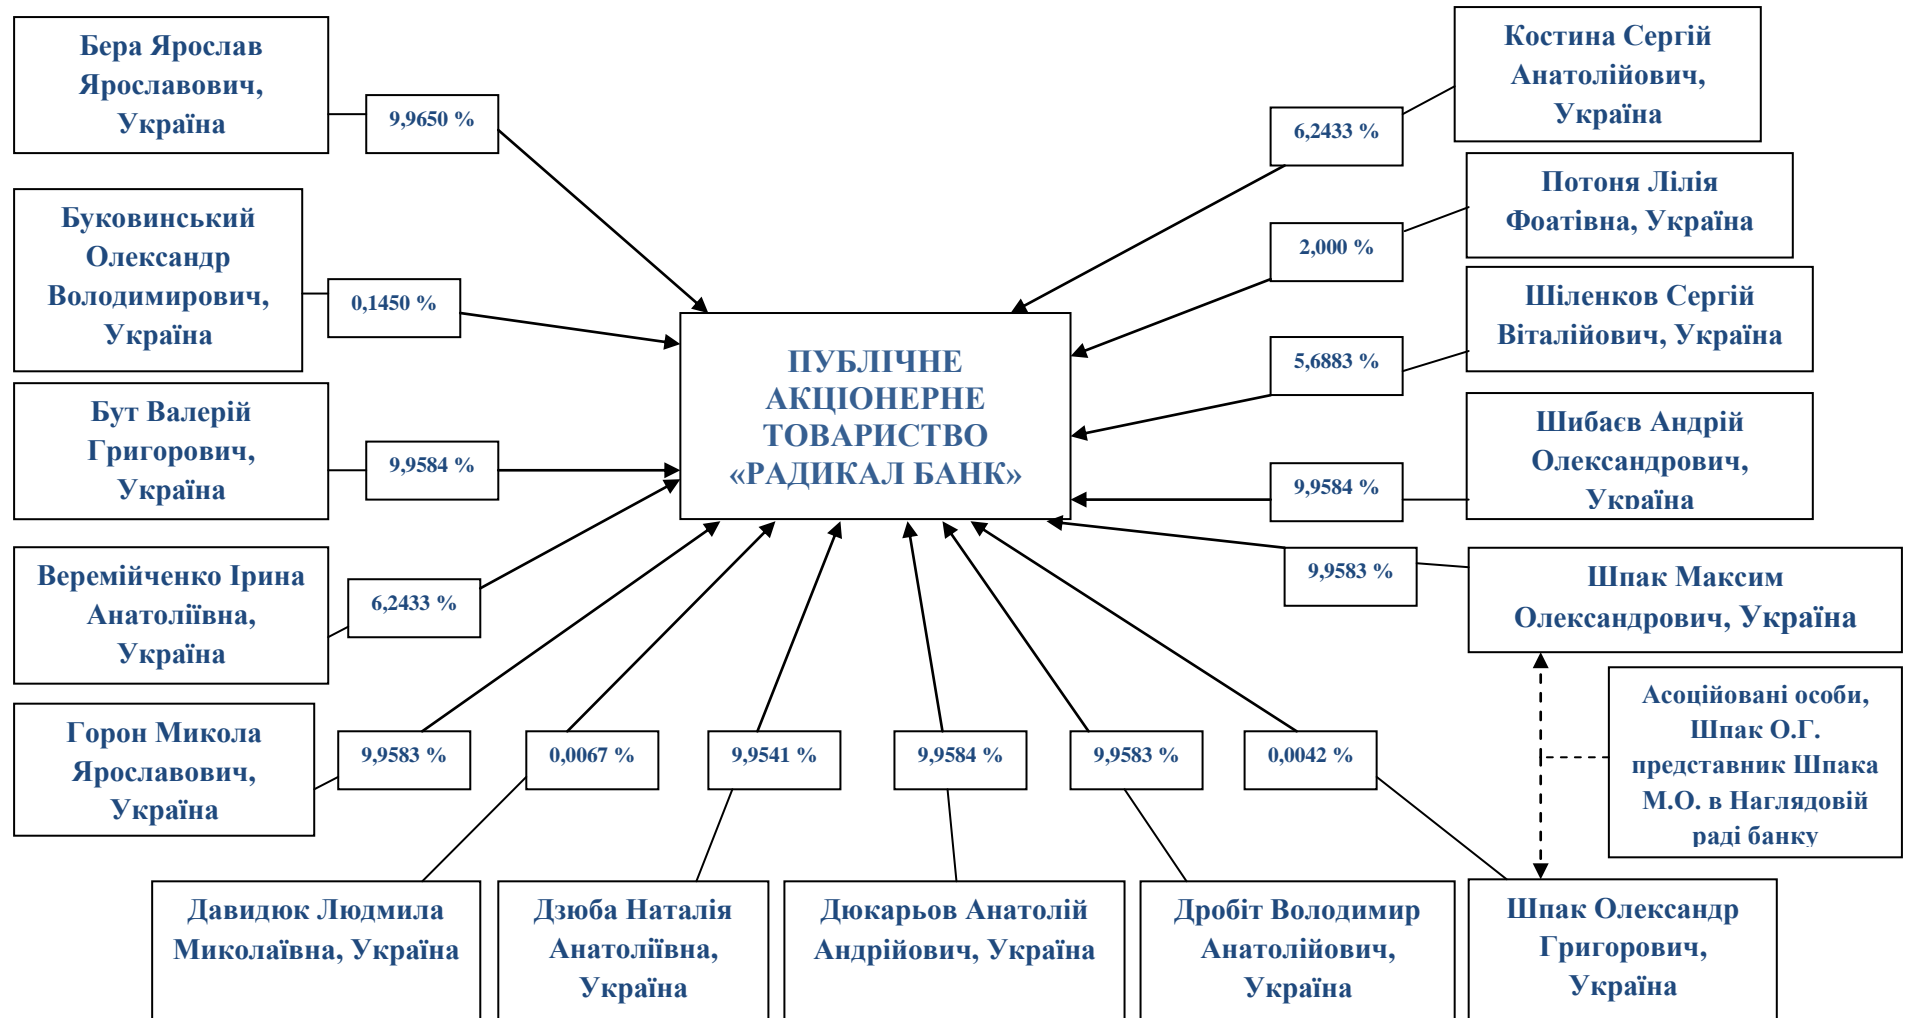 Бера Ярослав
Ярославович,
Україна
9,9650 %
Буковинський
Олександр
Володимирович,
Україна
0,1450 %
Бут Валерій
Григорович,
Україна
9,9584 %
Веремійченко Ірина
Анатоліївна,
Україна
6,2433 %
Горон Микола
Ярославович,
Україна
9,9583 %
ПУБЛІЧНЕ
АКЦІОНЕРНЕ
ТОВАРИСТВО
«РАДИКАЛ БАНК»
Костина Сергій
Анатолійович,
Україна
6,2433 %
Потоня Лілія
Фоатівна, Україна
2,000 %
Шіленков Сергій
Віталійович, Україна
5,6883 %
Шибаєв Андрій
Олександрович,
Україна
9,9584 %
Шпак Максим
Олександрович, Україна
9,9583 %
Асоційовані особи,
Шпак О.Г.
представник Шпака
М.О. в Наглядовій
раді банку
0,0067 %
9,9541 %
9,9584 %
9,9583 %
0,0042 %
Давидюк Людмила
Миколаївна, Україна
Дзюба Наталія
Анатоліївна,
Україна
Дюкарьов Анатолій
Андрійович, Україна
Дробіт Володимир
Анатолійович,
Україна
Шпак Олександр
Григорович,
Україна